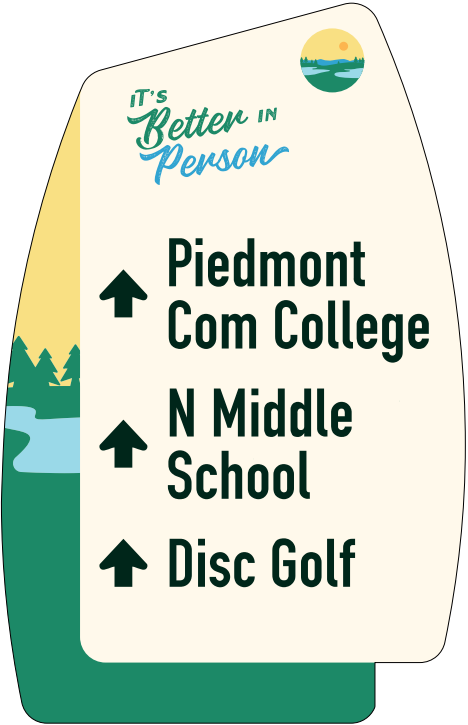 IT'S
Better IN
Person
Piedmont
Com College
N Middle
School
Disc Golf